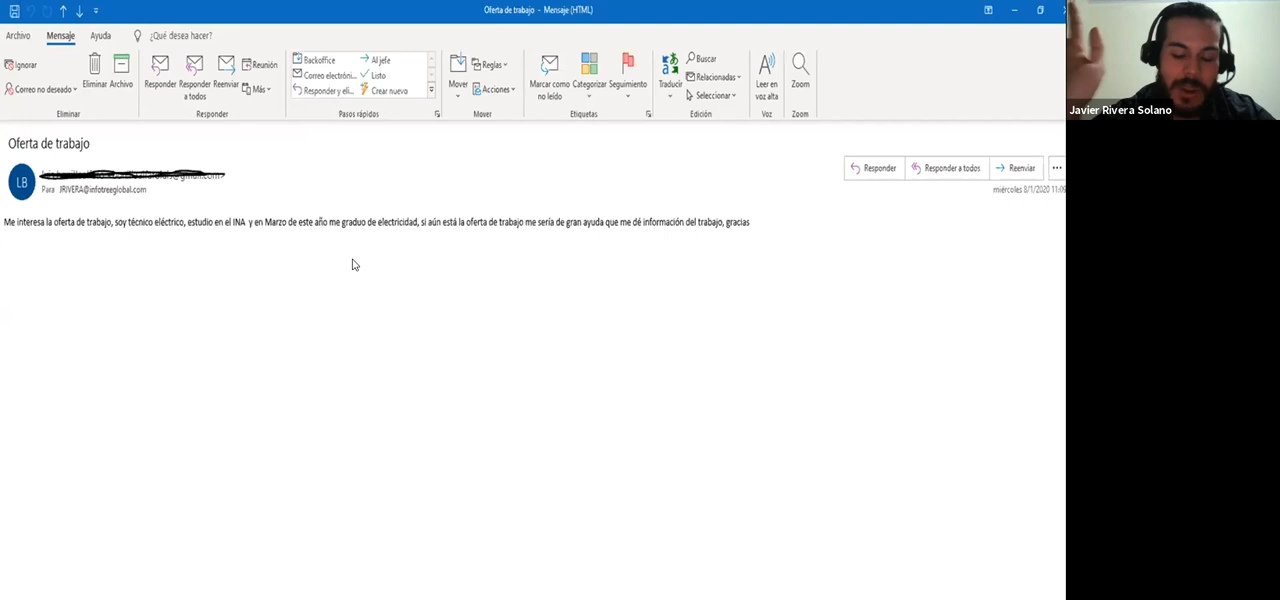 Oferta de trabajo - Mensaje (HTML)
Archivo Mensaje Ayuda ¿Qué desea hacer?
Ignorar
Correo no deseado
Eliminar Archivo
Eliminar
Responder Responder a todos Reenviar
Reunión
Más
Responder
Backoffice Al jefe
Correo electróni... Listo
Responder y eli... Crear nuevo
Pasos rápidos
Mover
Reglas
Acciones
Mover
Marcar como no leído Categorizar Seguimiento
Etiquetas
Traducir
Buscar
Relacionadas
Seleccionar
Edición
Leer en voz alta
Voz
Zoom
Zoom
Javier Rivera Solano
Oferta de trabajo
LB
Para JRIVERA@infotreeglobal.com
Responder Responder a todos Reenviar ...
miércoles 8/1/2020 11:09
Me interesa la oferta de trabajo, soy técnico eléctrico, estudio en el INA y en Marzo de este año me graduo de electricidad, si aún está la oferta de trabajo me sería de gran ayuda que me dé información del trabajo, gracias